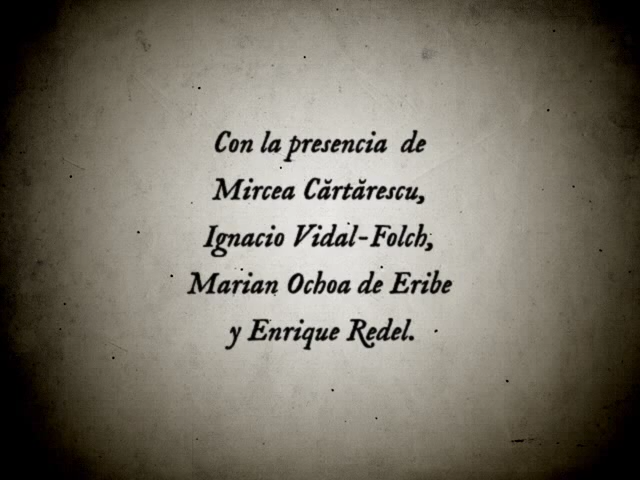 Con la presencia de
Mircea Cărtărescu,
Ignacio Vidal-Folch,
Marian Ochoa de Eribe
y Enrique Redel.